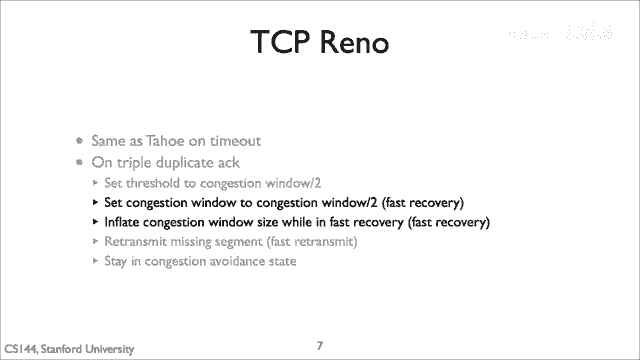 TCP Reno
• Same as Tahoe on timeout
• On triple duplicate ack
‣ Set threshold to congestion window/2
‣ Set congestion window to congestion window/2 (fast recovery)
‣ Inflate congestion window size while in fast recovery (fast recovery)
‣ Retransmit missing segment (fast retransmit)
‣ Stay in congestion avoidance state
CS144, Stanford University
7